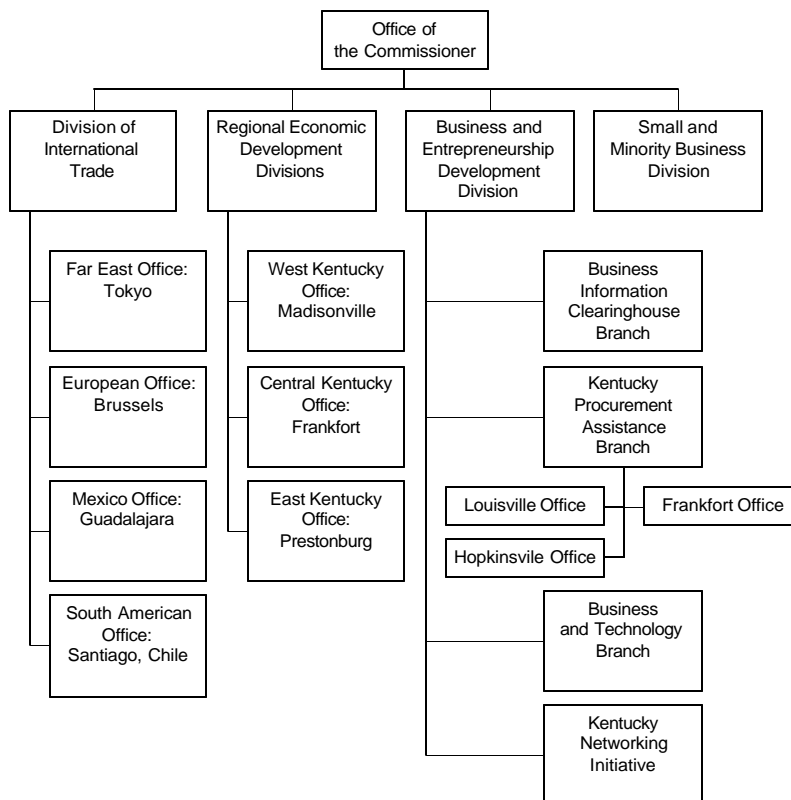 Office of
the Commissioner
Division of
International
Trade
Regional Economic
Development
Divisions
Business and
Entrepreneurship
Development
Division
Small and
Minority Business
Division
Far East Office:
Tokyo
European Office:
Brussels
Mexico Office:
Guadalajara
South American
Office:
Santiago, Chile
West Kentucky
Office:
Madisonville
Central Kentucky
Office:
Frankfort
East Kentucky
Office:
Prestonburg
Business
Information
Clearinghouse
Branch
Kentucky
Procurement
Assistance
Branch
Louisville Office
Frankfort Office
Hopkinsvile Office
Business
and Technology
Branch
Kentucky
Networking
Initiative